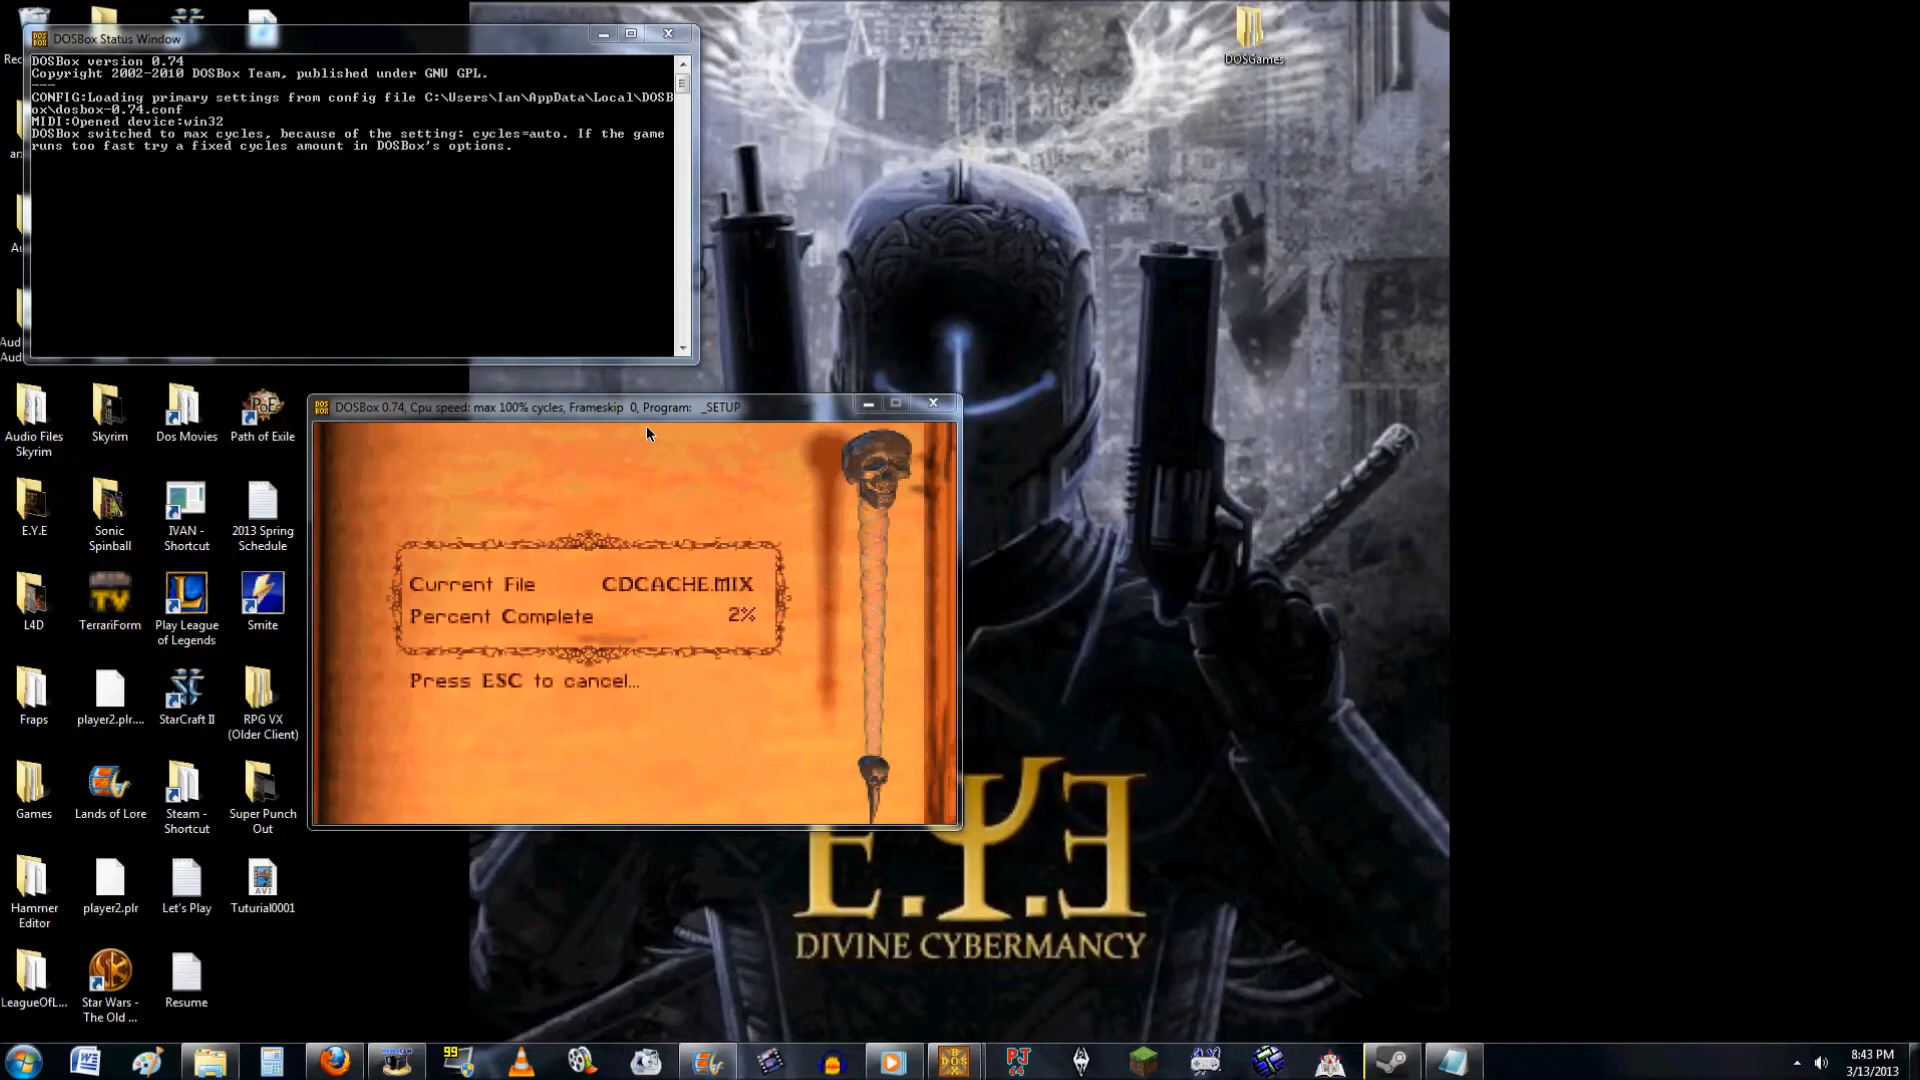 DOSBox Status Window
DOSBox version 0.74
Copyright 2002-2010 DOSBox Team, published under GNU GPL.
---
CONFIG:Loading primary settings from config file C:\Users\Ian\AppData\Local\DOSB
ox\dosbox-0.74.conf
MIDI:Opened device:win32
DOSBox switched to max cycles, because of the setting: cycles=auto. If the game
runs too fast try a fixed cycles amount in DOSBox's options.
DOSGames
DOSBox 0.74, Cpu speed: max 100% cycles, Frameskip 0, Program: _SETUP
Current File CDCACHE.MIX
Percent Complete 2%
Press ESC to cancel...
Audio Files
Skyrim
Skyrim
Dos Movies
Path of Exile
E.Y.E
Sonic
Spinball
IVAN -
Shortcut
2013 Spring
Schedule
L4D
TerrariForm
Play League
of Legends
Smite
Fraps
player2.plr....
StarCraft II
RPG VX
(Older Client)
Games
Lands of Lore
Steam -
Shortcut
Super Punch
Out
Hammer
Editor
player2.plr
Let's Play
Tuturial0001
LeagueOfL...
Star Wars -
The Old ...
Resume
E.Y.E
DIVINE CYBERMANCY
8:43 PM
3/13/2013